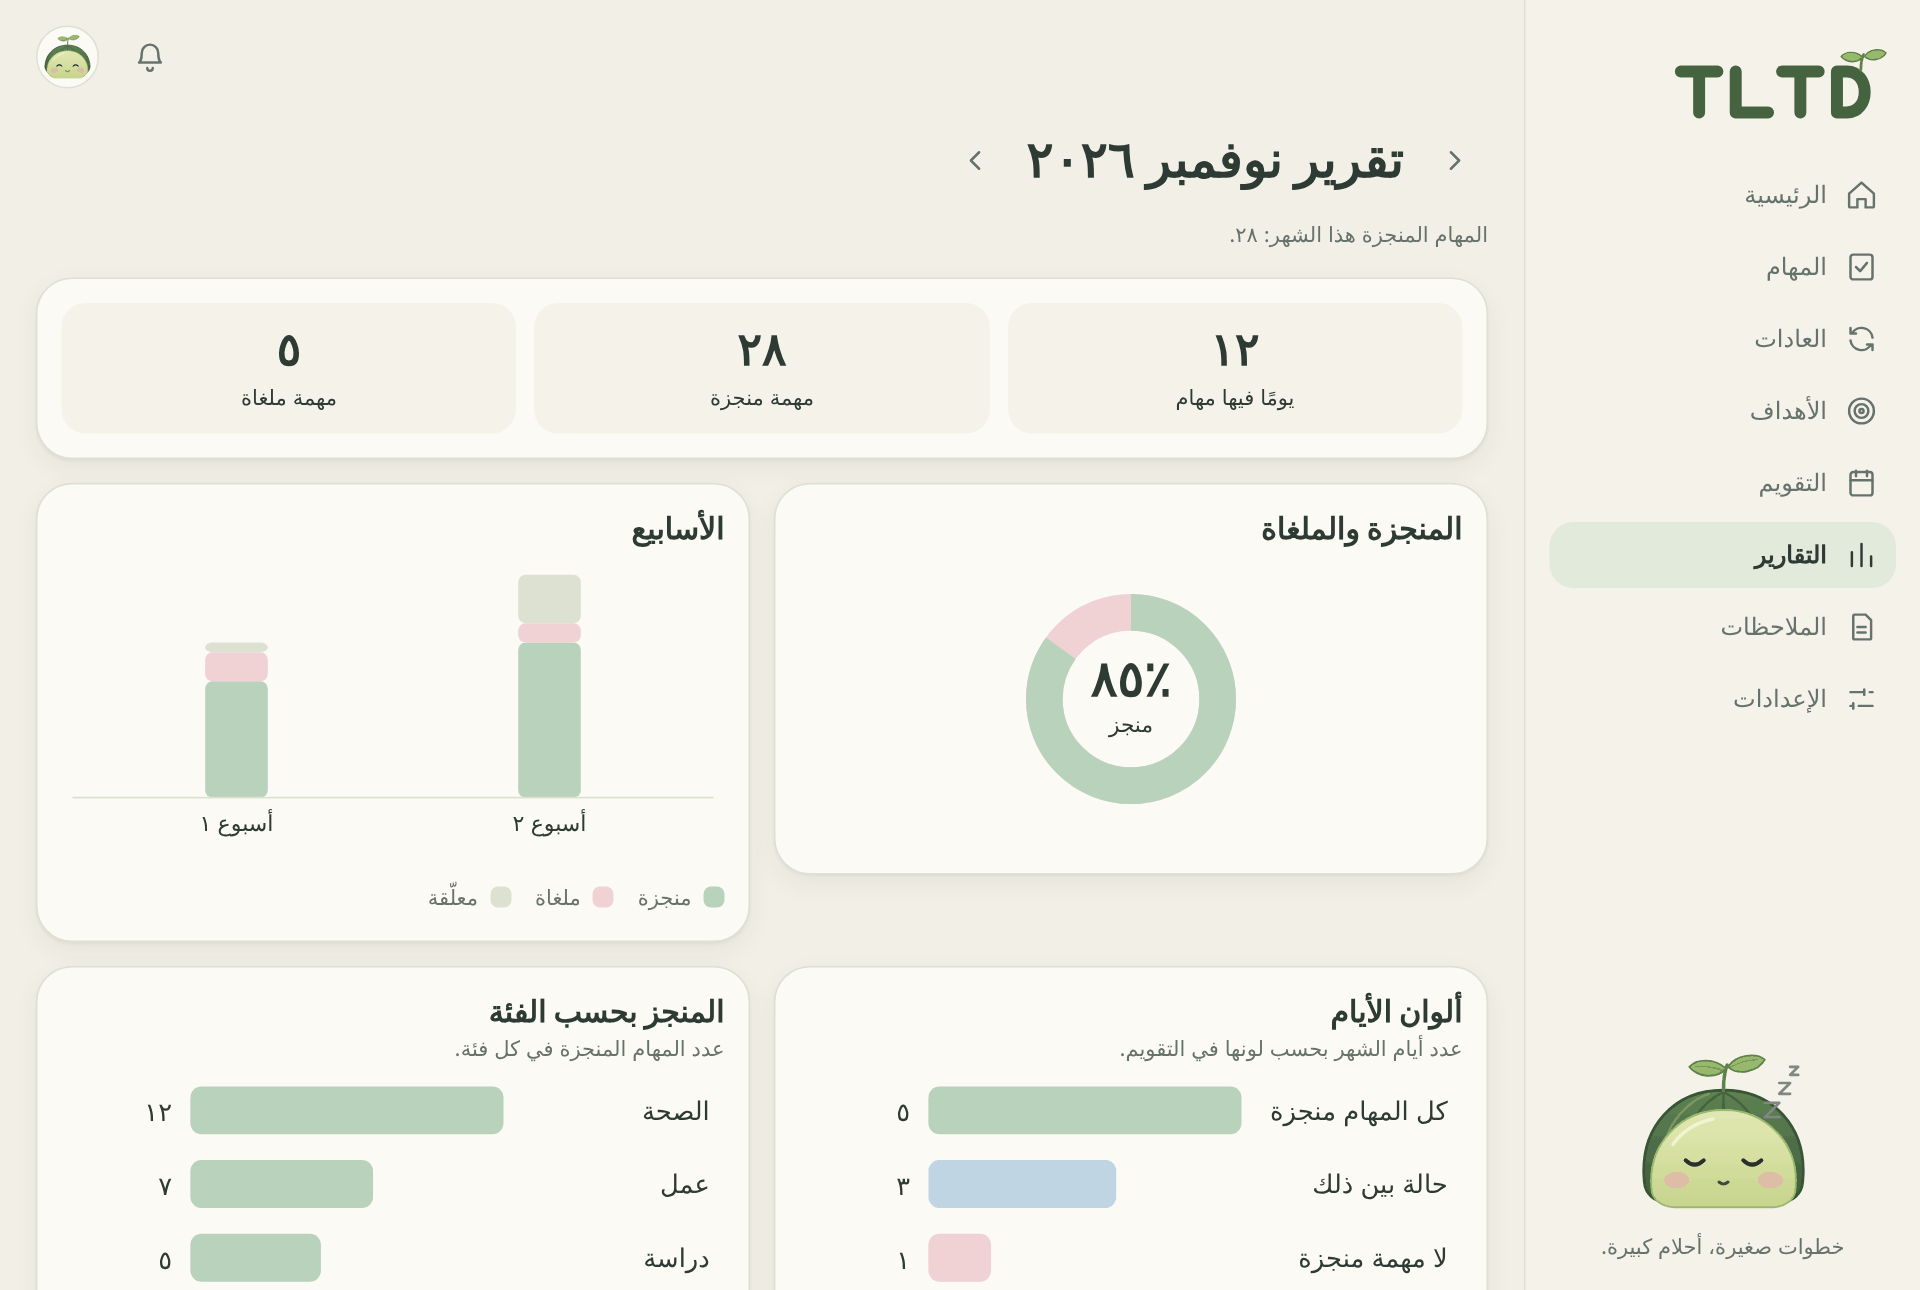 TLTD
الرئيسية
المهام
العادات
الأهداف
التقويم
التقارير
الملاحظات
الإعدادات
z
z
z
خطوات صغيرة، أحلام كبيرة.
تقرير نوفمبر ٢٠٢٦
المهام المنجزة هذا الشهر: ٢٨.
١٢
يومًا فيها مهام
٢٨
مهمة منجزة
٥
مهمة ملغاة
المنجزة والملغاة
٨٥٪
منجز
الأسابيع
أسبوع ٢
أسبوع ١
منجزة
ملغاة
معلّقة
ألوان الأيام
عدد أيام الشهر بحسب لونها في التقويم.
كل المهام منجزة ٥
حالة بين ذلك ٣
لا مهمة منجزة ١
المنجز بحسب الفئة
عدد المهام المنجزة في كل فئة.
الصحة ١٢
عمل ٧
دراسة ٥